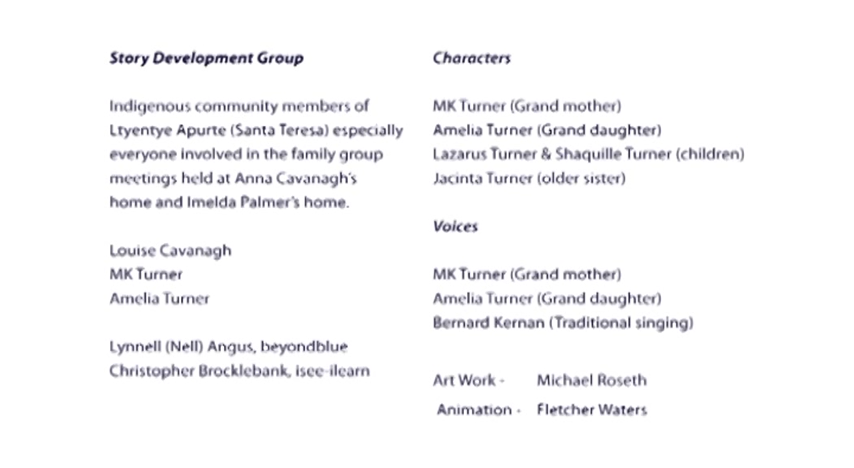 Story Development Group
Indigenous community members of
Ltyentye Apurte (Santa Teresa) especially
everyone involved in the family group
meetings held at Anna Cavanagh's
home and Imelda Palmer's home.
Louise Cavanagh
MK Turner
Amelia Turner
Lynnell (Nell) Angus, beyondblue
Christopher Brocklebank, isee-ilearn
Characters
MK Turner (Grand mother)
Amelia Turner (Grand daughter)
Lazarus Turner & Shaquille Turner (children)
Jacinta Turner (older sister)
Voices
MK Turner (Grand mother)
Amelia Turner (Grand daughter)
Bernard Kernan (Traditional singing)
Art Work - Michael Roseth
Animation - Fletcher Waters